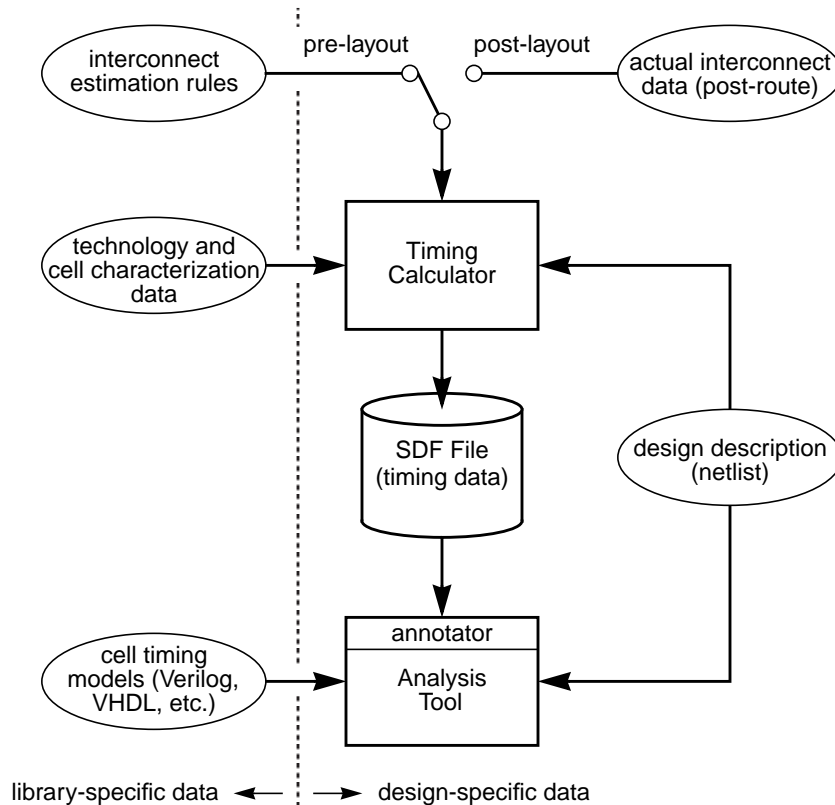 interconnect
estimation rules
pre-layout
post-layout
actual interconnect
data (post-route)
technology and
cell characterization
data
Timing
Calculator
SDF File
(timing data)
design description
(netlist)
annotator
cell timing
models (Verilog,
VHDL, etc.)
Analysis
Tool
library-specific data
design-specific data